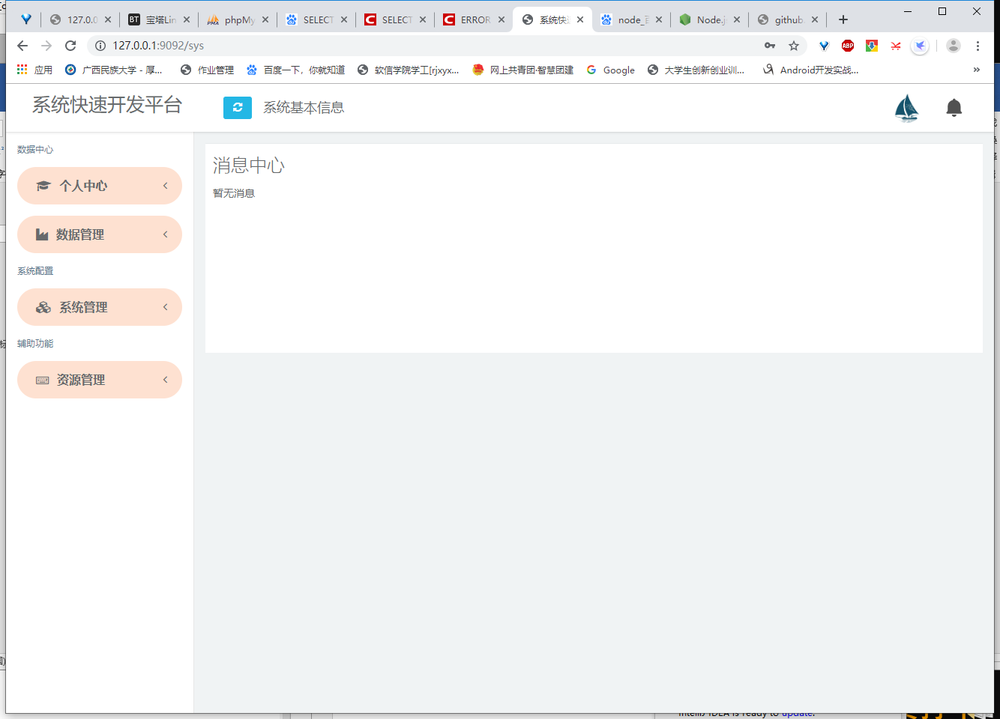 127.0.0
宝塔Lin
phpMy
SELECT
SELECT
ERROR
系统快
node_
Node.j
github.
127.0.0.1:9092/sys
应用
广西民族大学 - 厚...
作业管理
百度一下，你就知道
软信学院学工[rjxyx...
网上共青团·智慧团建
Google
大学生创新创业训...
Android开发实战...
»
系统快速开发平台
系统基本信息
数据中心
个人中心
数据管理
系统配置
系统管理
辅助功能
资源管理
消息中心
暂无消息
IntelliJ IDEA is ready to update.